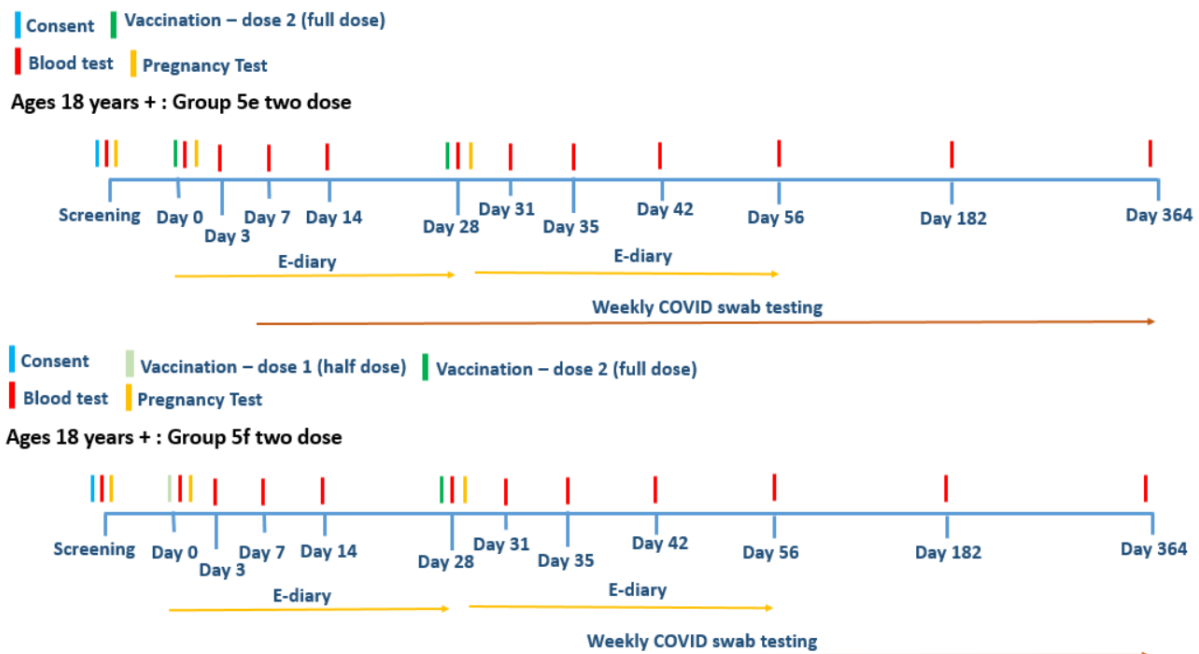 Consent Vaccination – dose 2 (full dose)
Blood test Pregnancy Test
Ages 18 years + : Group 5e two dose
Screening Day 0 Day 3 Day 7 Day 14 Day 28 Day 31 Day 35 Day 42 Day 56 Day 182 Day 364
E-diary E-diary
Weekly COVID swab testing
Consent Vaccination – dose 1 (half dose) Vaccination – dose 2 (full dose)
Blood test Pregnancy Test
Ages 18 years + : Group 5f two dose
Screening Day 0 Day 3 Day 7 Day 14 Day 28 Day 31 Day 35 Day 42 Day 56 Day 182 Day 364
E-diary E-diary
Weekly COVID swab testing